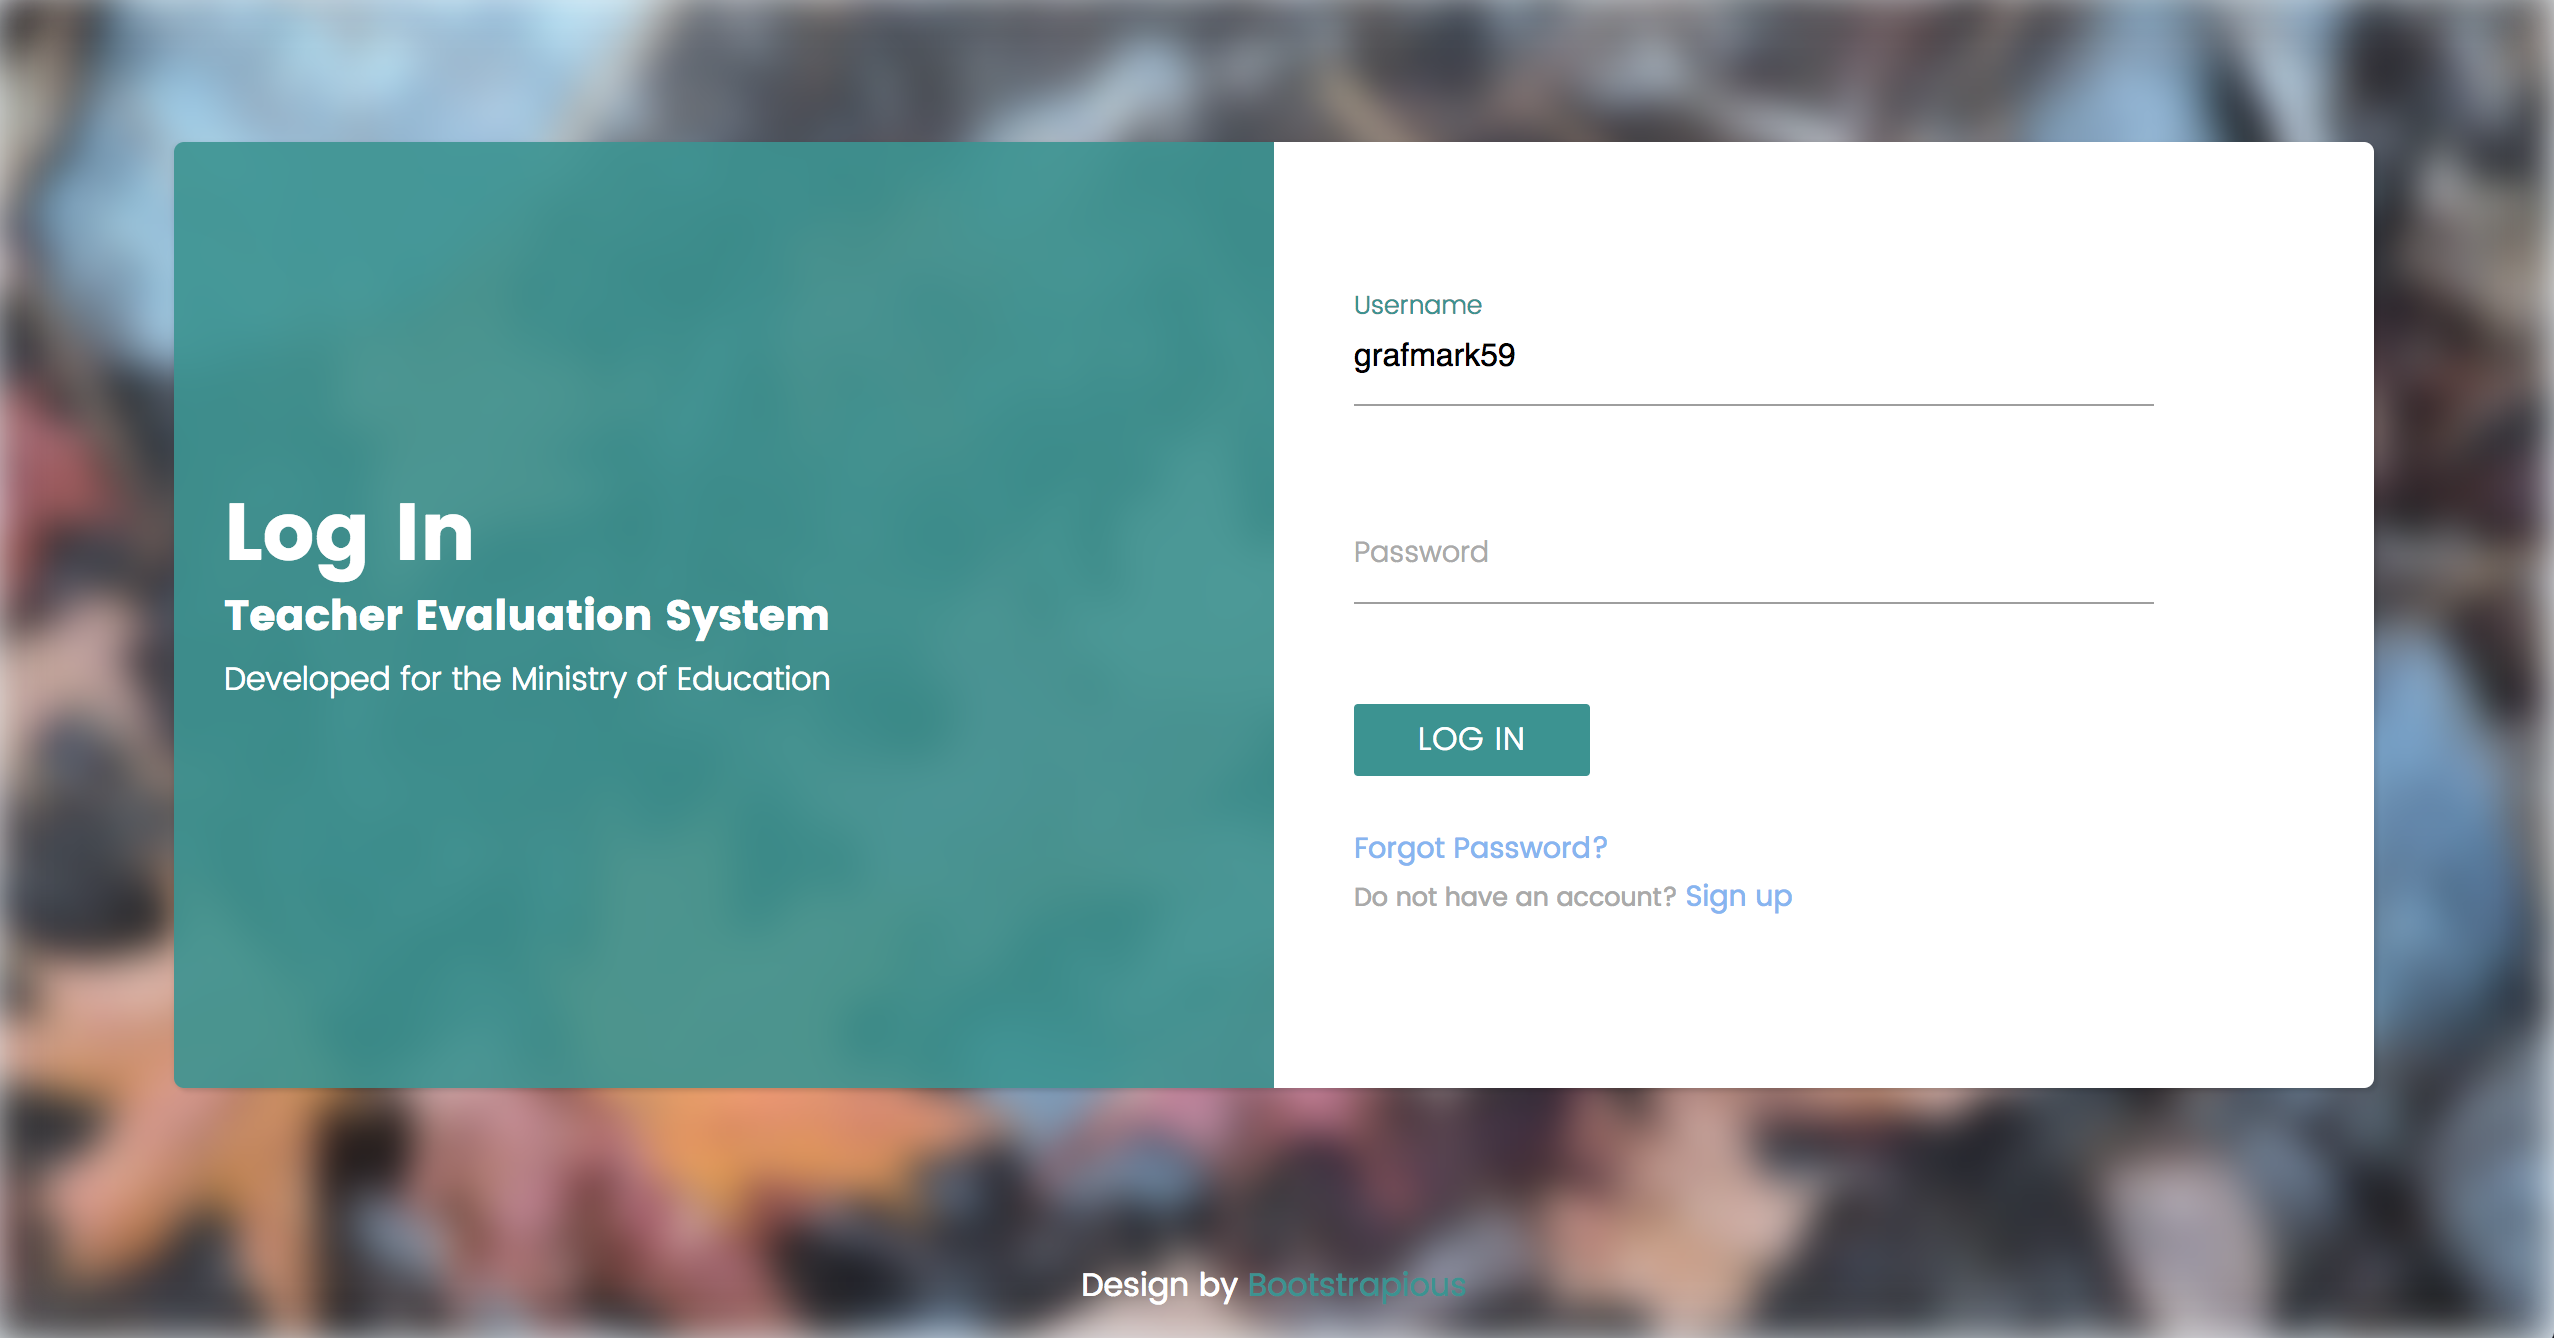 Log In
Teacher Evaluation System
Developed for the Ministry of Education
Username
grafmark59
Password
LOG IN
Forgot Password?
Do not have an account? Sign up
Design by Bootstrapious